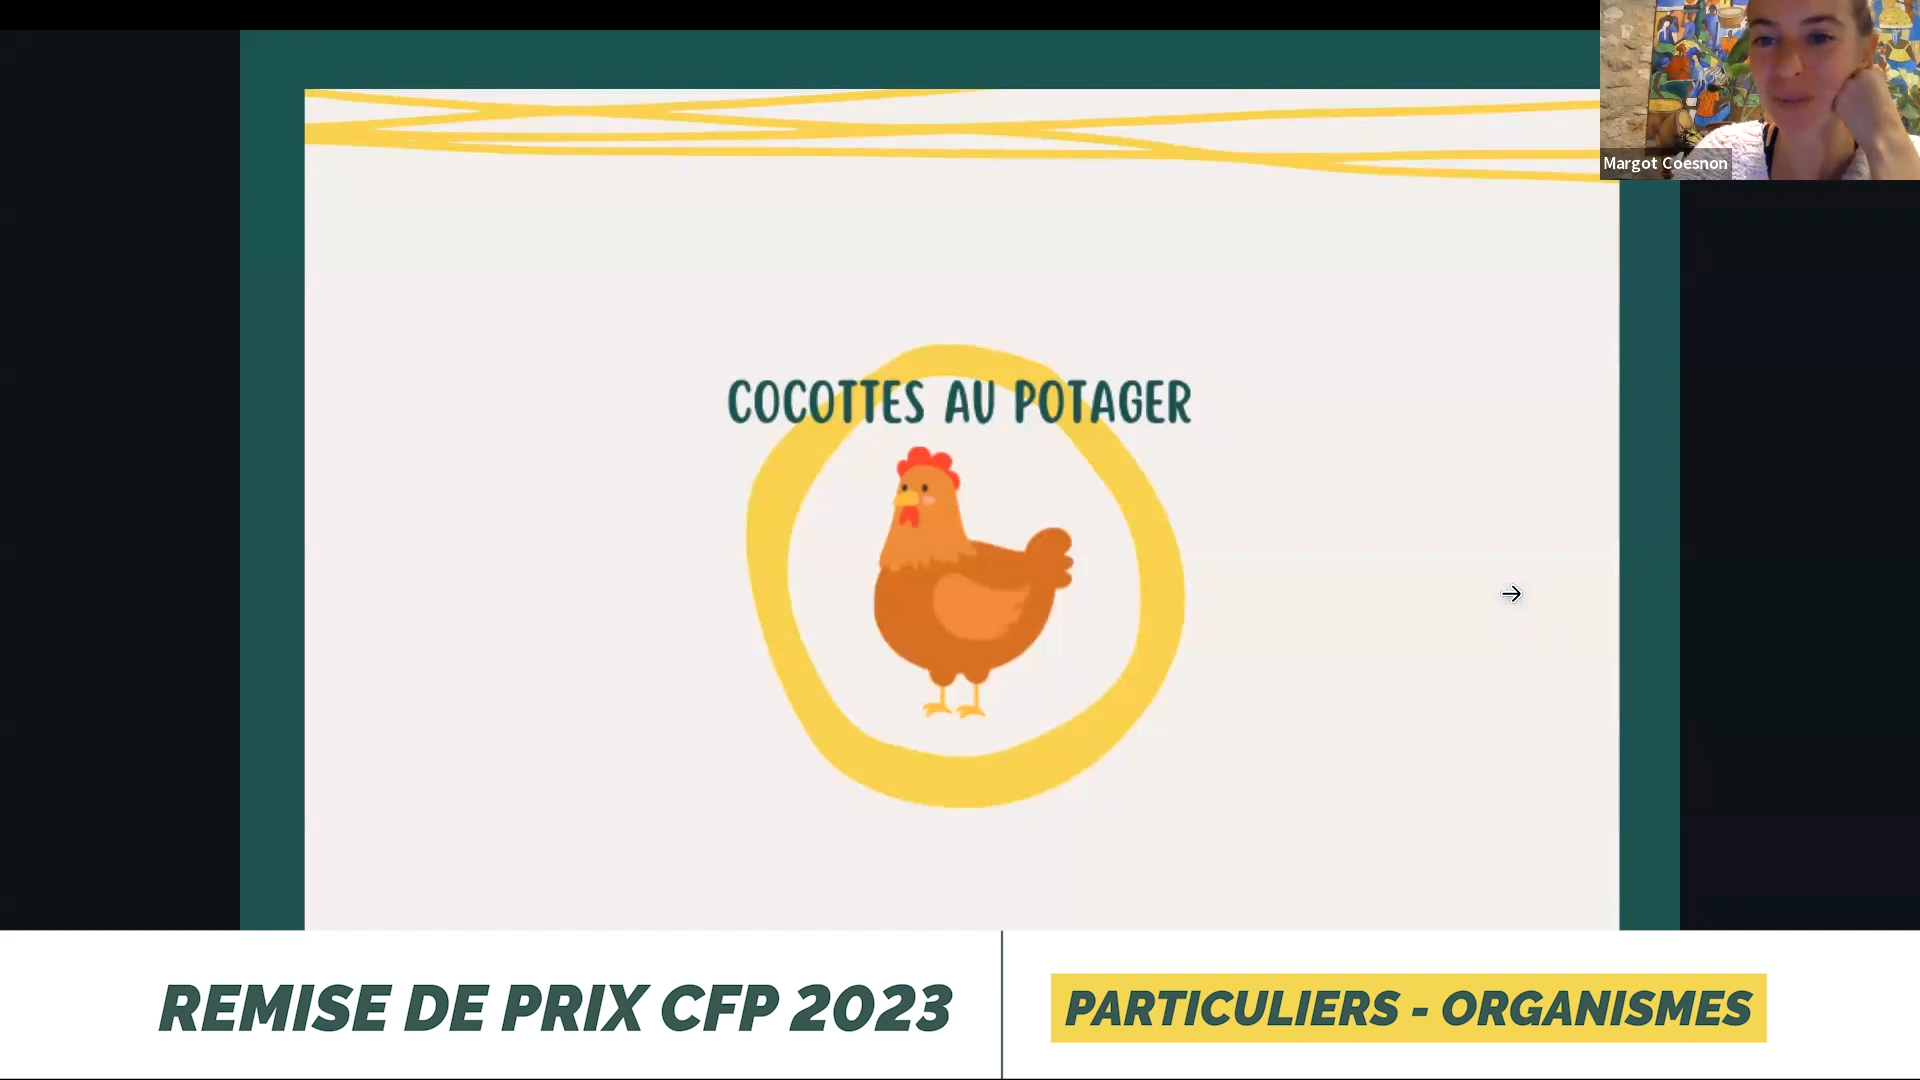 Margot Coesnon
COCOTTES AU POTAGER
REMISE DE PRIX CFP 2023
PARTICULIERS - ORGANISMES